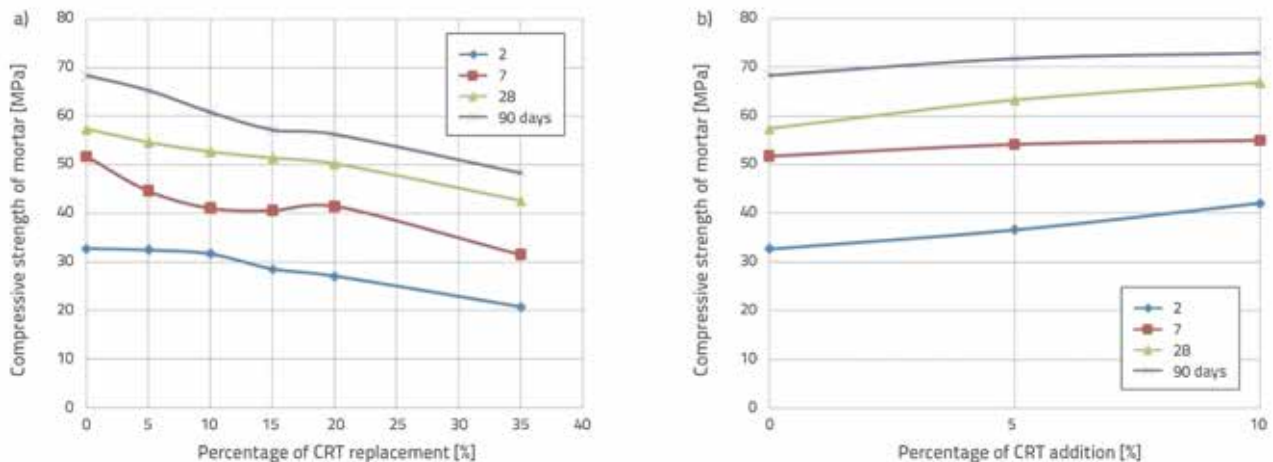 a)
Compressive strength of mortar [MPa]
80
70
60
50
40
30
20
10
0
0 5 10 15 20 25 30 35 40
Percentage of CRT replacement [%]
2
7
28
90 days
b)
Compressive strength of mortar [MPa]
80
70
60
50
40
30
20
10
0
0 5 10
Percentage of CRT addition [%]
2
7
28
90 days